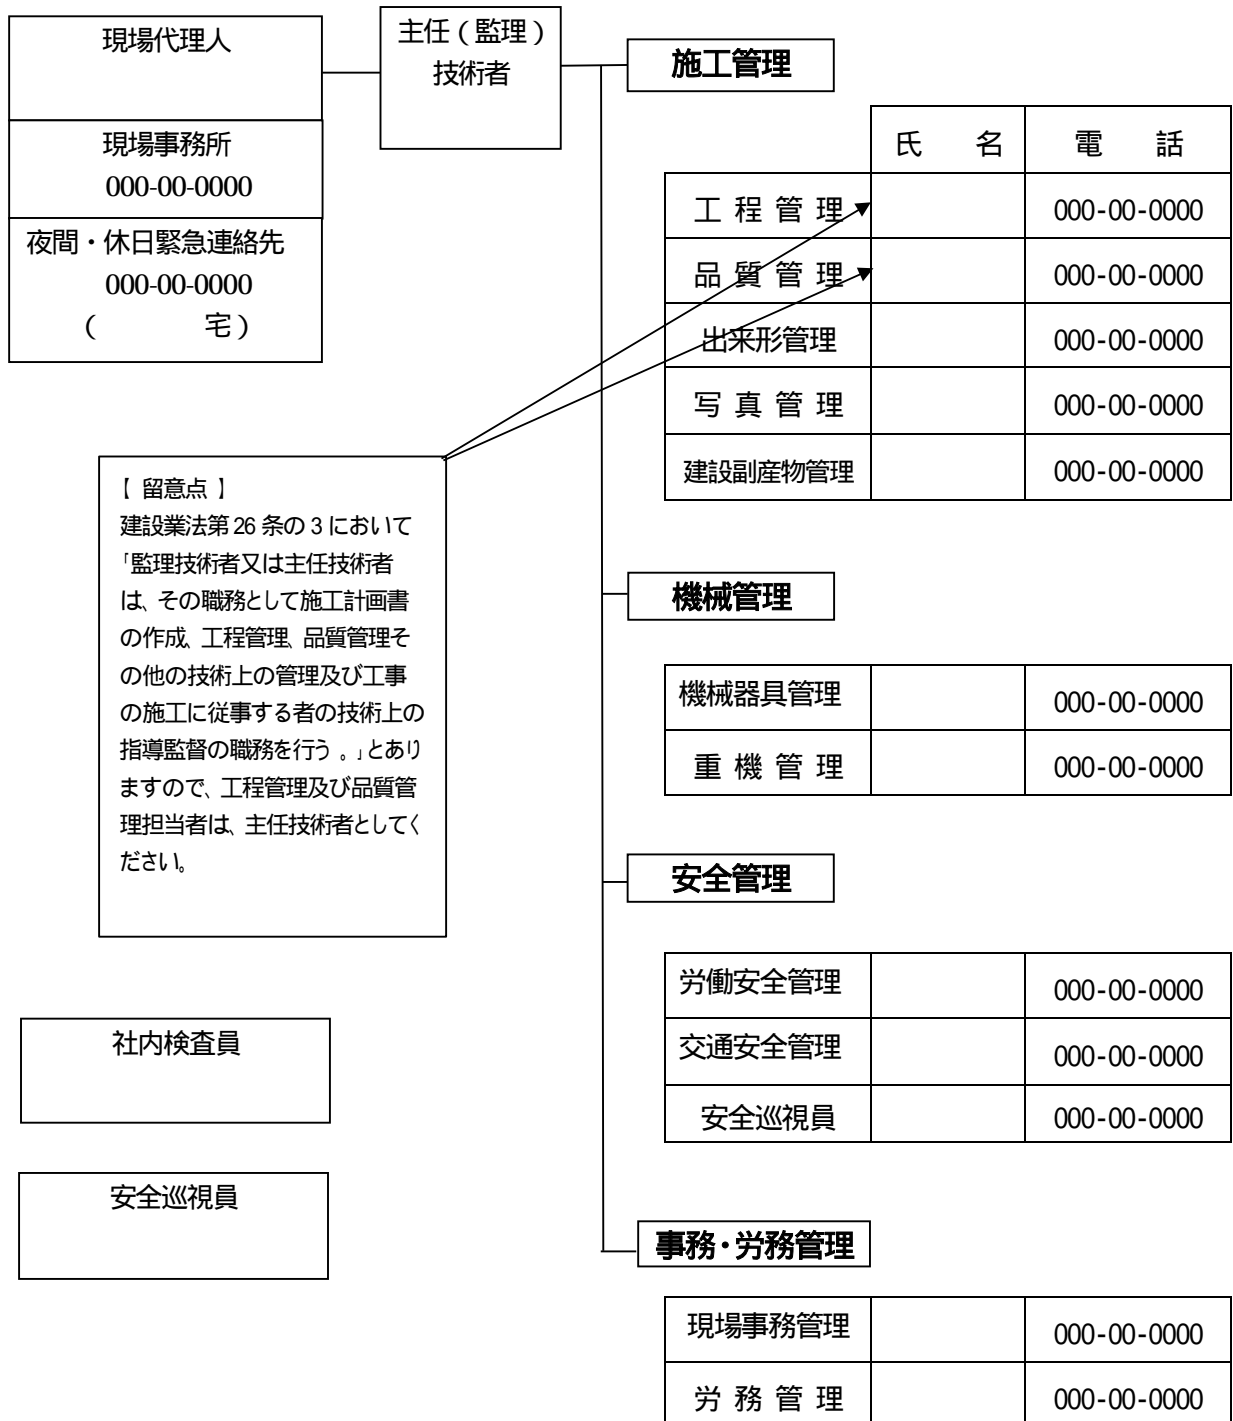 現場代理人
現場事務所
000-00-0000
夜間・休日緊急連絡先
000-00-0000
(　　　　宅)
主任(監理)
技術者
施工管理
氏　名　電　話
工程管理　000-00-0000
品質管理　000-00-0000
出来形管理　000-00-0000
写真管理　000-00-0000
建設副産物管理　000-00-0000
【留意点】
建設業法第26条の3において
「監理技術者又は主任技術者
は、その職務として施工計画書
の作成、工程管理、品質管理そ
の他の技術上の管理及び工事
の施工に従事する者の技術上の
指導監督の職務を行う。」とあり
ますので、工程管理及び品質管
理担当者は、主任技術者としてく
ださい。
機械管理
機械器具管理　000-00-0000
重機管理　000-00-0000
安全管理
労働安全管理　000-00-0000
交通安全管理　000-00-0000
安全巡視員　000-00-0000
社内検査員
安全巡視員
事務・労務管理
現場事務管理　000-00-0000
労務管理　000-00-0000